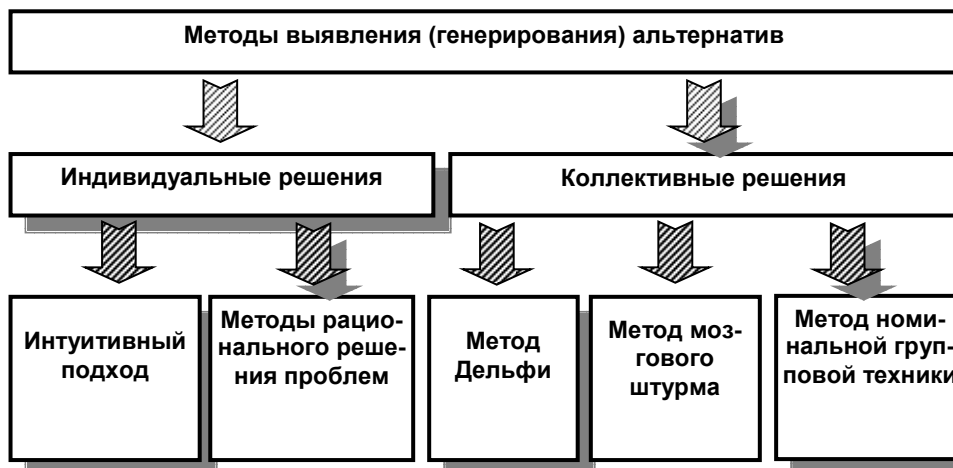 Методы выявления (генерирования) альтернатив
Индивидуальные решения
Коллективные решения
Интуитивный
подход
Методы рацио-
нального реше-
ния проблем
Метод
Дельфи
Метод моз-
гового
штурма
Метод номи-
нальной груп-
повой техники